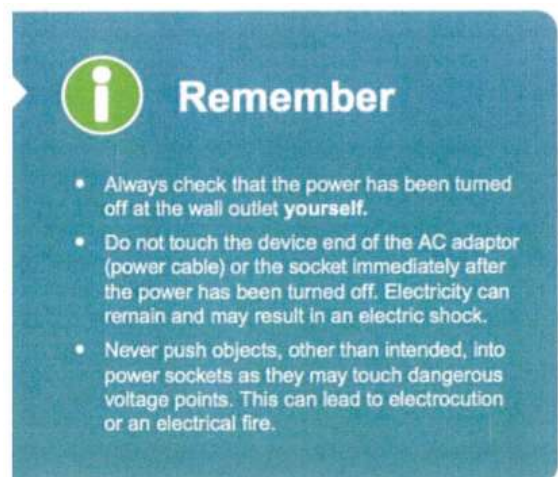 Remember
• Always check that the power has been turned
off at the wall outlet yourself.
• Do not touch the device end of the AC adaptor
(power cable) or the socket immediately after
the power has been turned off. Electricity can
remain and may result in an electric shock.
• Never push objects, other than intended, into
power sockets as they may touch dangerous
voltage points. This can lead to electrocution
or an electrical fire.